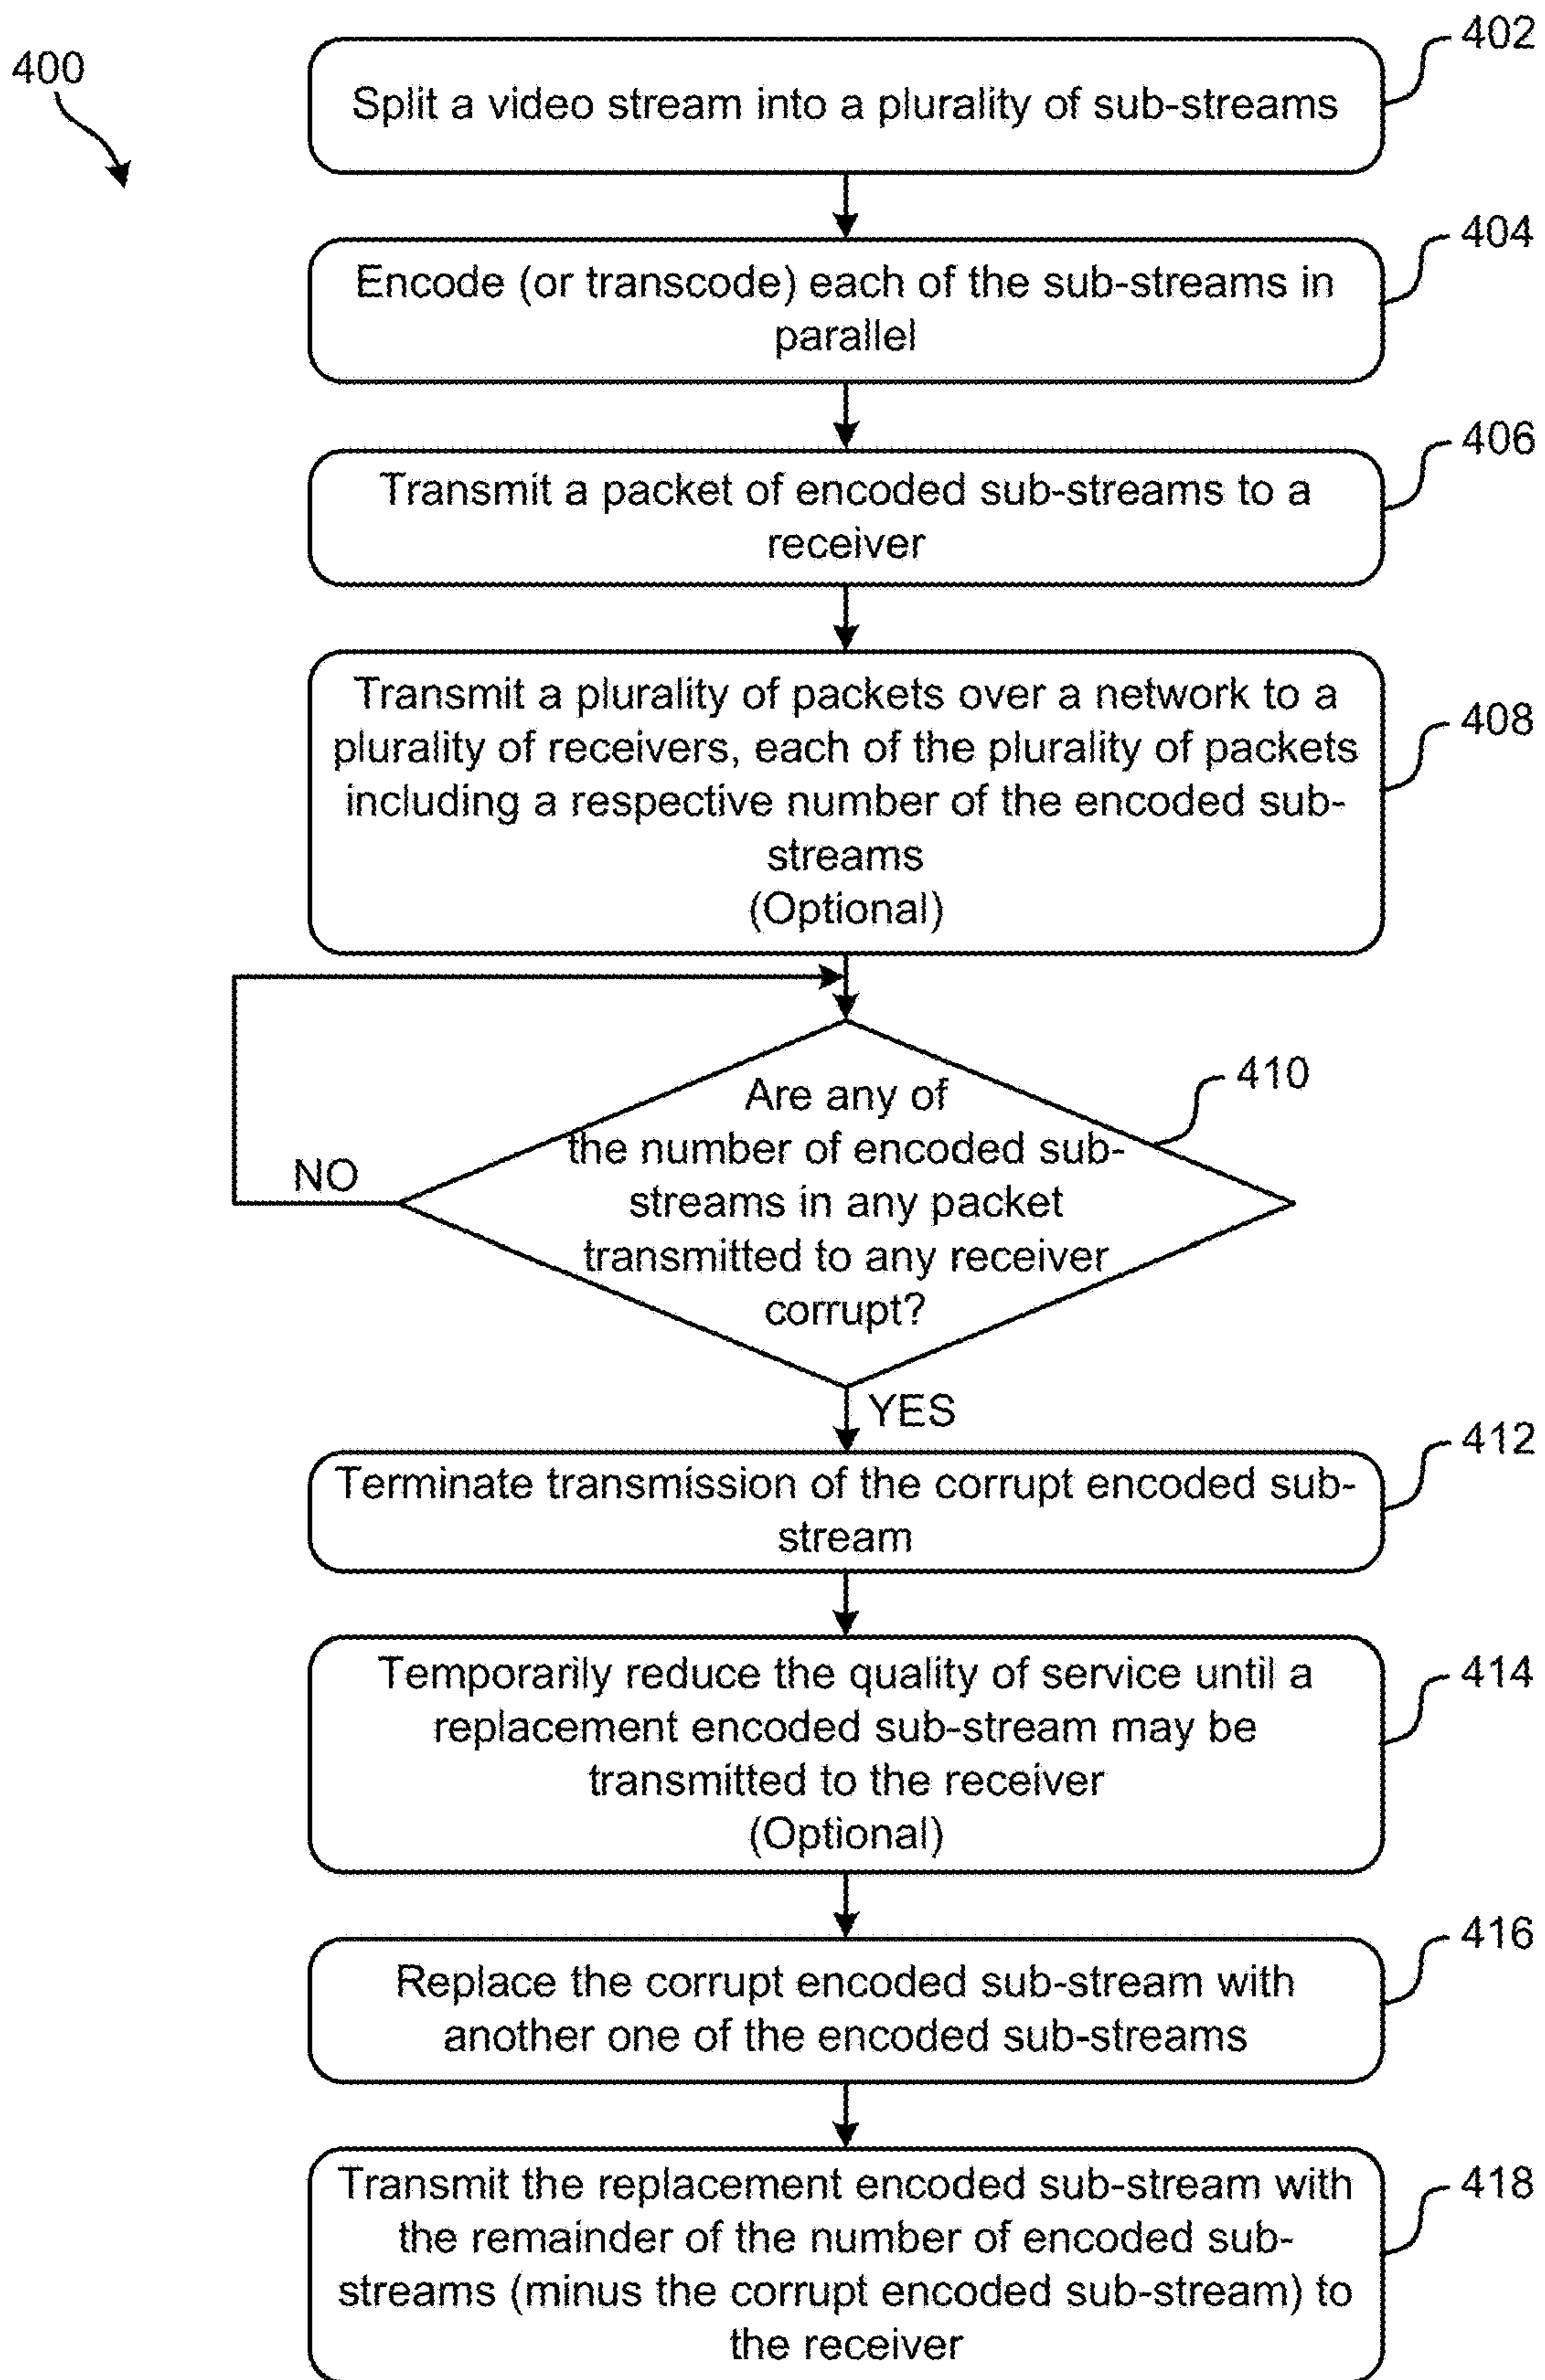 400
402
Split a video stream into a plurality of sub-streams
404
Encode (or transcode) each of the sub-streams in
parallel
406
Transmit a packet of encoded sub-streams to a
receiver
408
Transmit a plurality of packets over a network to a
plurality of receivers, each of the plurality of packets
including a respective number of the encoded sub-
streams
(Optional)
410
Are any of
the number of encoded sub-
streams in any packet
transmitted to any receiver
corrupt?
NO
YES
412
Terminate transmission of the corrupt encoded sub-
stream
414
Temporarily reduce the quality of service until a
replacement encoded sub-stream may be
transmitted to the receiver
(Optional)
416
Replace the corrupt encoded sub-stream with
another one of the encoded sub-streams
418
Transmit the replacement encoded sub-stream with
the remainder of the number of encoded sub-
streams (minus the corrupt encoded sub-stream) to
the receiver